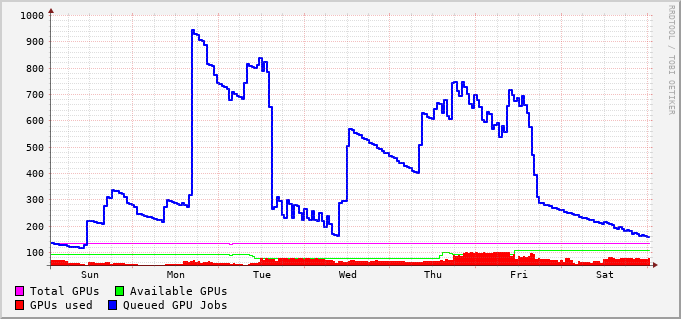 1000
900
800
700
600
500
400
300
200
100
Sun Mon Tue Wed Thu Fri Sat
Total GPUs Available GPUs
GPUs used Queued GPU Jobs
RRDTOOL / TOBI OETIKER